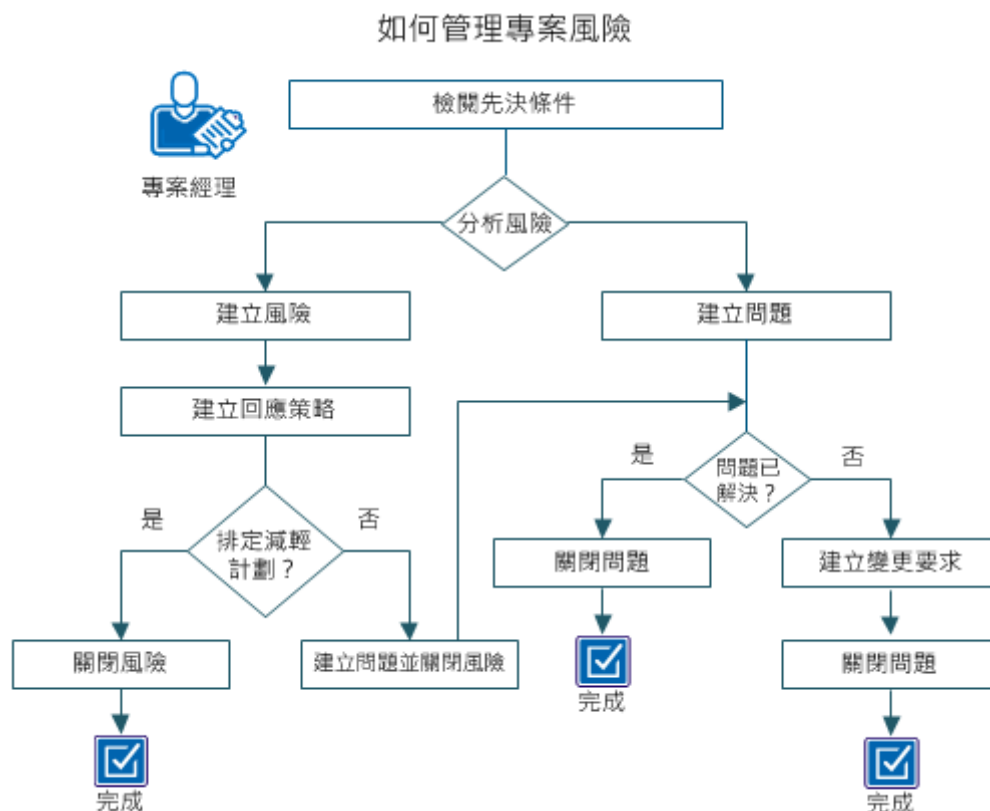 如何管理專案風險
檢閱先決條件
專案經理
分析風險
建立風險
建立問題
建立回應策略
是
問題已
解決？
否
是
排定減輕
計劃？
否
關閉問題
建立變更要求
關閉風險
建立問題並關閉風險
關閉問題
完成
完成
完成